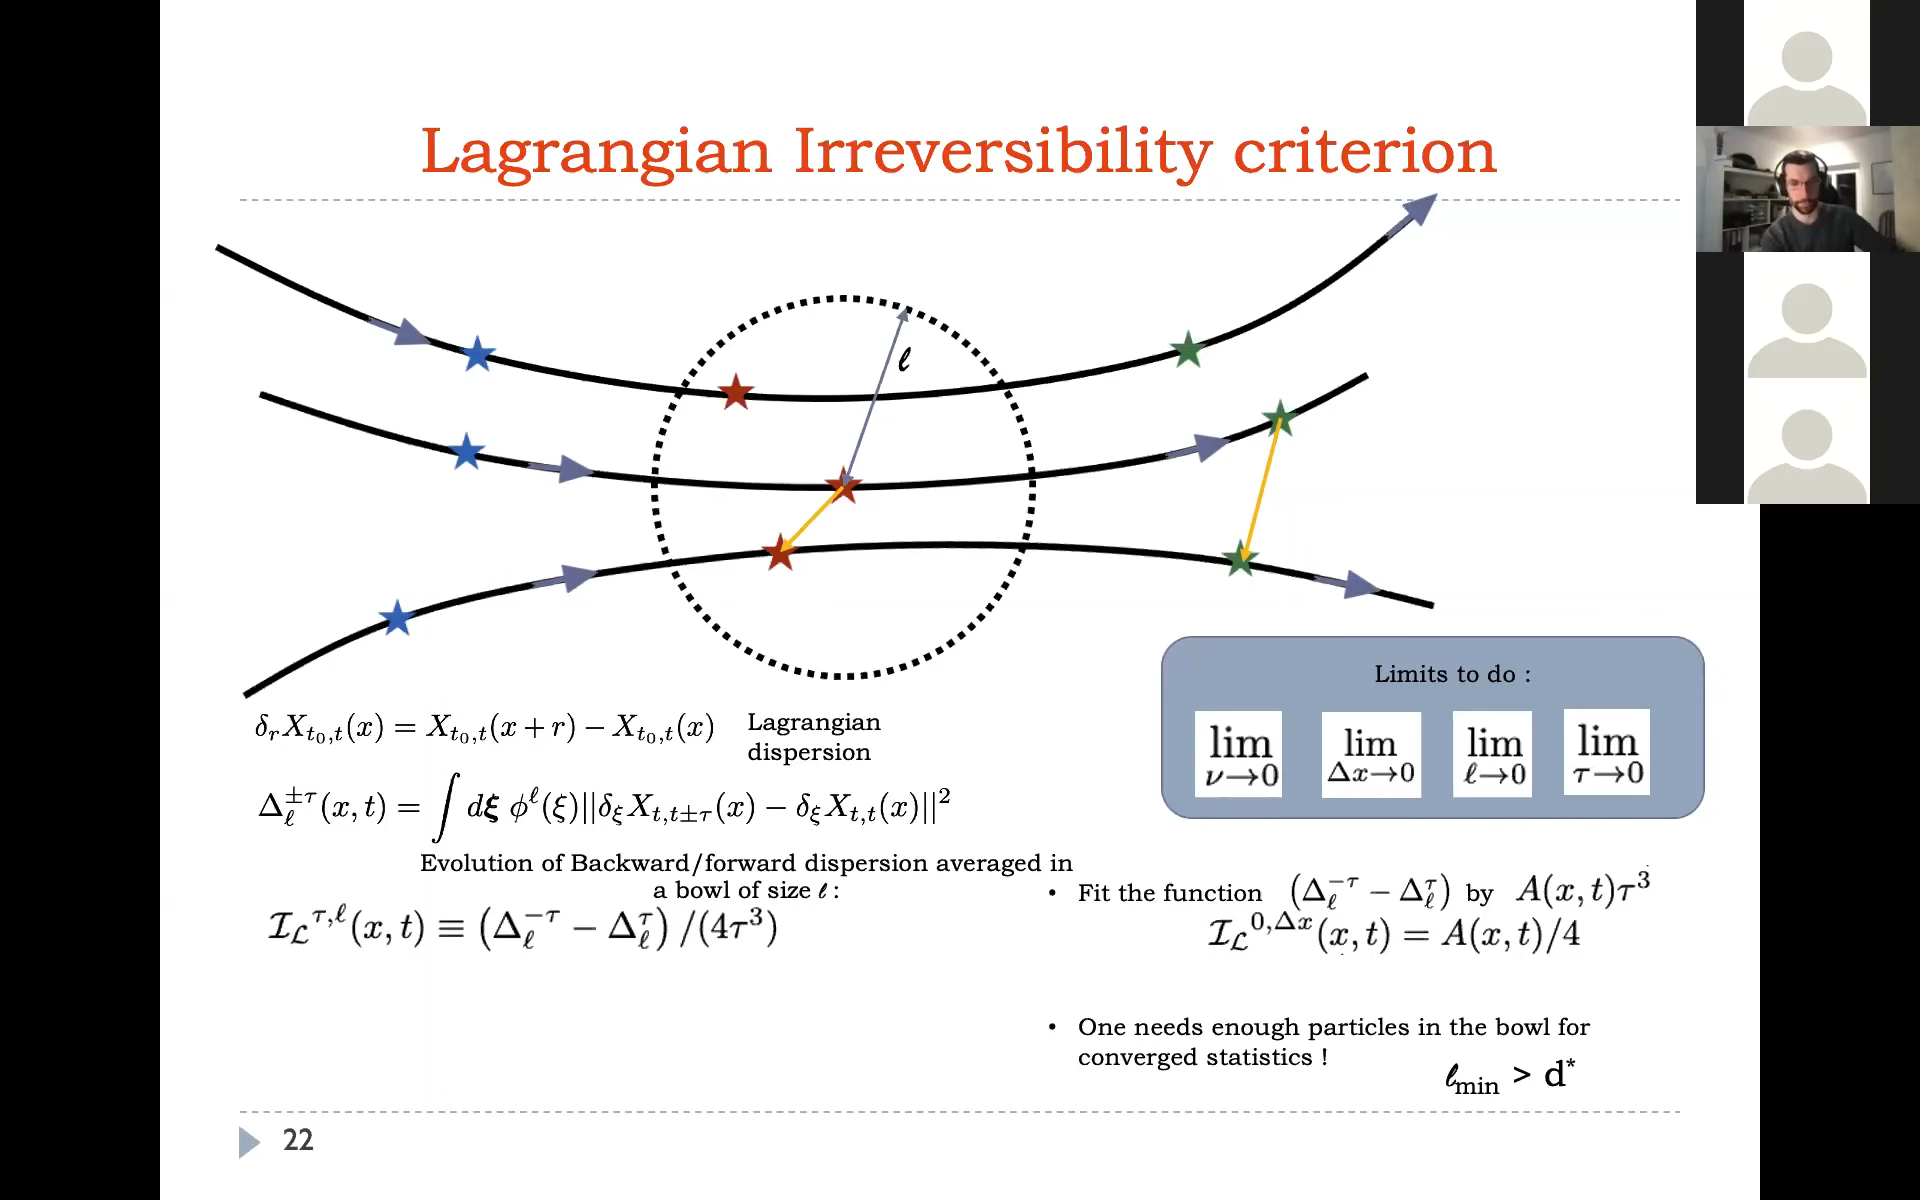 Lagrangian Irreversibility criterion
ℓ
Limits to do :
lim ν→0 lim Δx→0 lim ℓ→0 lim τ→0
δ_r X_{t_0,t}(x) = X_{t_0,t}(x + r) − X_{t_0,t}(x)
Lagrangian
dispersion
Δ_ℓ^{±τ}(x, t) = ∫ dξ ϕ^ℓ(ξ)||δ_ξ X_{t,t±τ}(x) − δ_ξ X_{t,t}(x)||²
Evolution of Backward/forward dispersion averaged in
a bowl of size ℓ :
ℐ_ℒ^{τ,ℓ}(x, t) ≡ (Δ_ℓ^{−τ} − Δ_ℓ^{τ}) /(4τ³)
• Fit the function (Δ_ℓ^{−τ} − Δ_ℓ^{τ}) by A(x, t)τ³
ℐ_ℒ^{0,Δx}(x, t) = A(x, t)/4
• One needs enough particles in the bowl for
converged statistics !
ℓ_min > d*
22